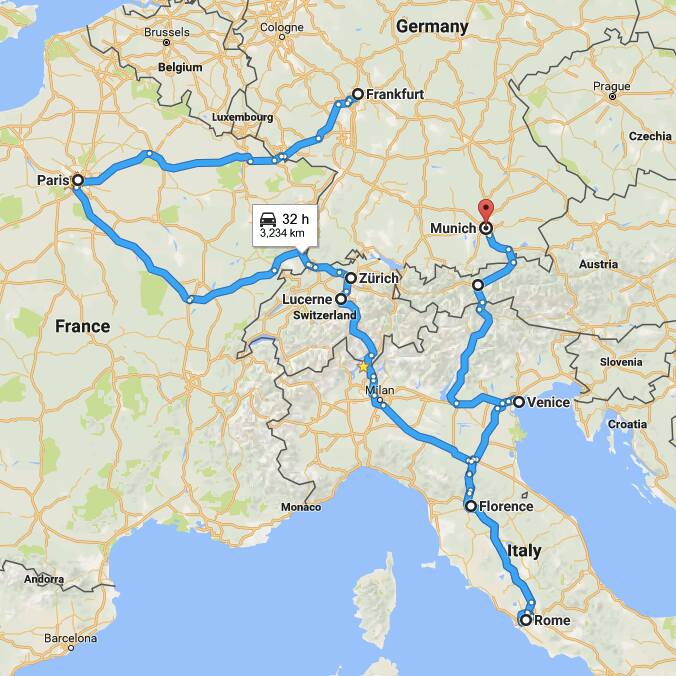 Germany
Cologne
Brussels
Belgium
Prague
Frankfurt
Luxembourg
Czechia
Paris
32 h
3,234 km
Munich
Austria
Zürich
Lucerne
Switzerland
France
Slovenia
Milan
Venice
Croatia
Monaco
Florence
Italy
Andorra
Rome
Barcelona